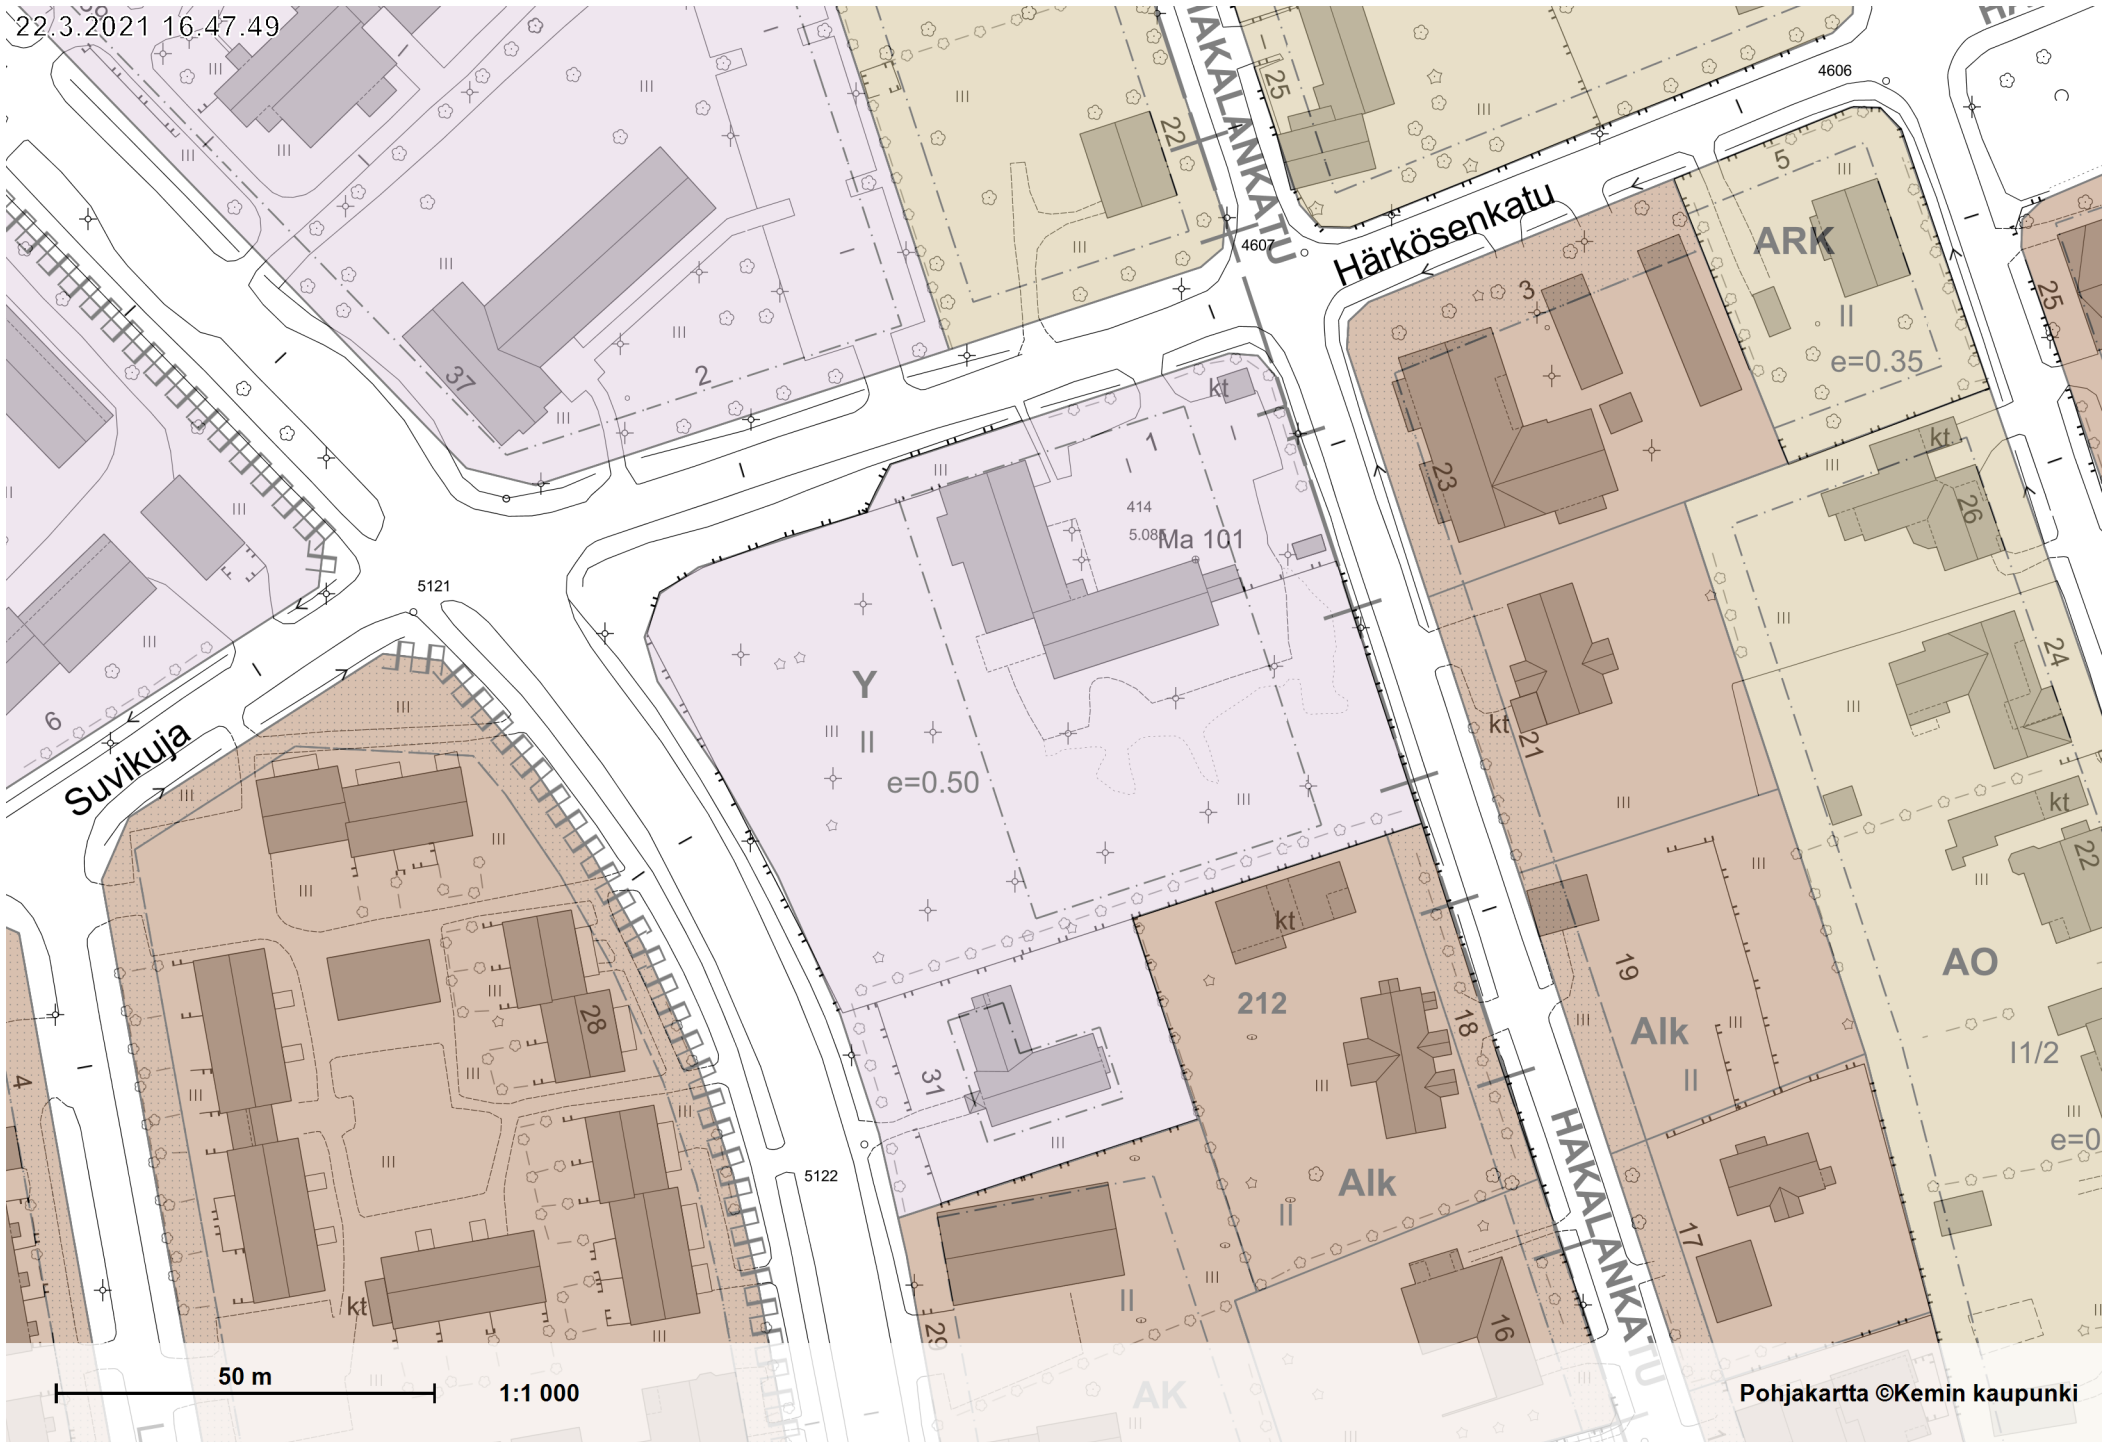 22.3.2021 16.47.49
4606
25
22
HAKALANKATU
5
4607
Härkösenkatu
ARK
3
II
e=0.35
37
2
kt
1
kt
23
26
414
Ma 101
5121
24
6
Y
II
e=0.50
kt
21
Suvikuja
kt
22
kt
19
AO
212
28
18
Alk
II
I1/2
25
4
31
e=0
5122
Alk
II
HAKALANKATU
17
kt
II
29
16
50 m
1:1 000
AK
Pohjakartta ©Kemin kaupunki